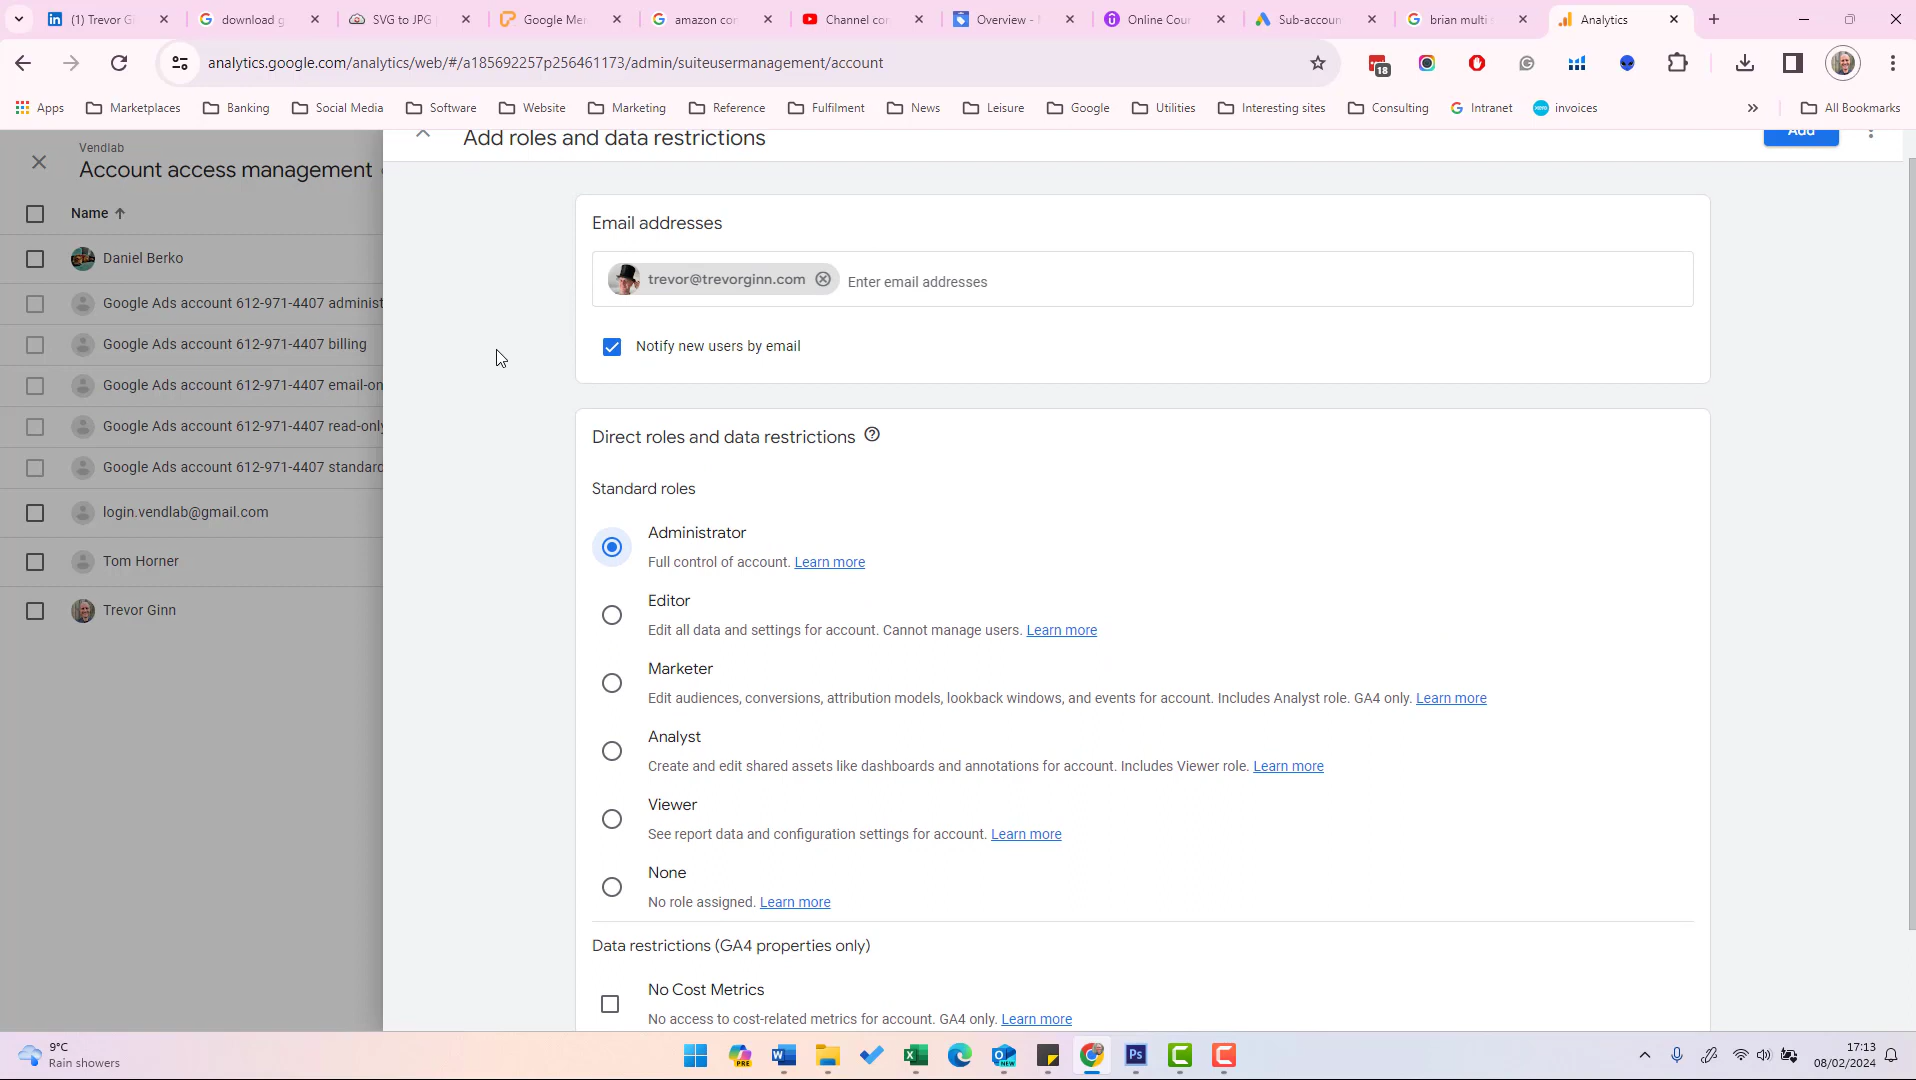 (1) Trevor Gi
download g
SVG to JPG
Google Mer
amazon cor
Channel cor
Overview -
Online Cour
Sub-accoun
brian multi
Analytics
analytics.google.com/analytics/web/#/a185692257p256461173/admin/suiteusermanagement/account
18
Apps
Marketplaces
Banking
Social Media
Software
Website
Marketing
Reference
Fulfilment
News
Leisure
Google
Utilities
Interesting sites
Consulting
Intranet
invoices
All Bookmarks
Vendlab
Account access management
Name
Daniel Berko
Google Ads account 612-971-4407 administ
Google Ads account 612-971-4407 billing
Google Ads account 612-971-4407 email-on
Google Ads account 612-971-4407 read-only
Google Ads account 612-971-4407 standard
login.vendlab@gmail.com
Tom Horner
Trevor Ginn
Add roles and data restrictions
Add
Email addresses
trevor@trevorginn.com
Enter email addresses
Notify new users by email
Direct roles and data restrictions
Standard roles
Administrator
Full control of account. Learn more
Editor
Edit all data and settings for account. Cannot manage users. Learn more
Marketer
Edit audiences, conversions, attribution models, lookback windows, and events for account. Includes Analyst role. GA4 only. Learn more
Analyst
Create and edit shared assets like dashboards and annotations for account. Includes Viewer role. Learn more
Viewer
See report data and configuration settings for account. Learn more
None
No role assigned. Learn more
Data restrictions (GA4 properties only)
No Cost Metrics
No access to cost-related metrics for account. GA4 only. Learn more
9°C
Rain showers
PRE
NEW
Ps
17:13
08/02/2024